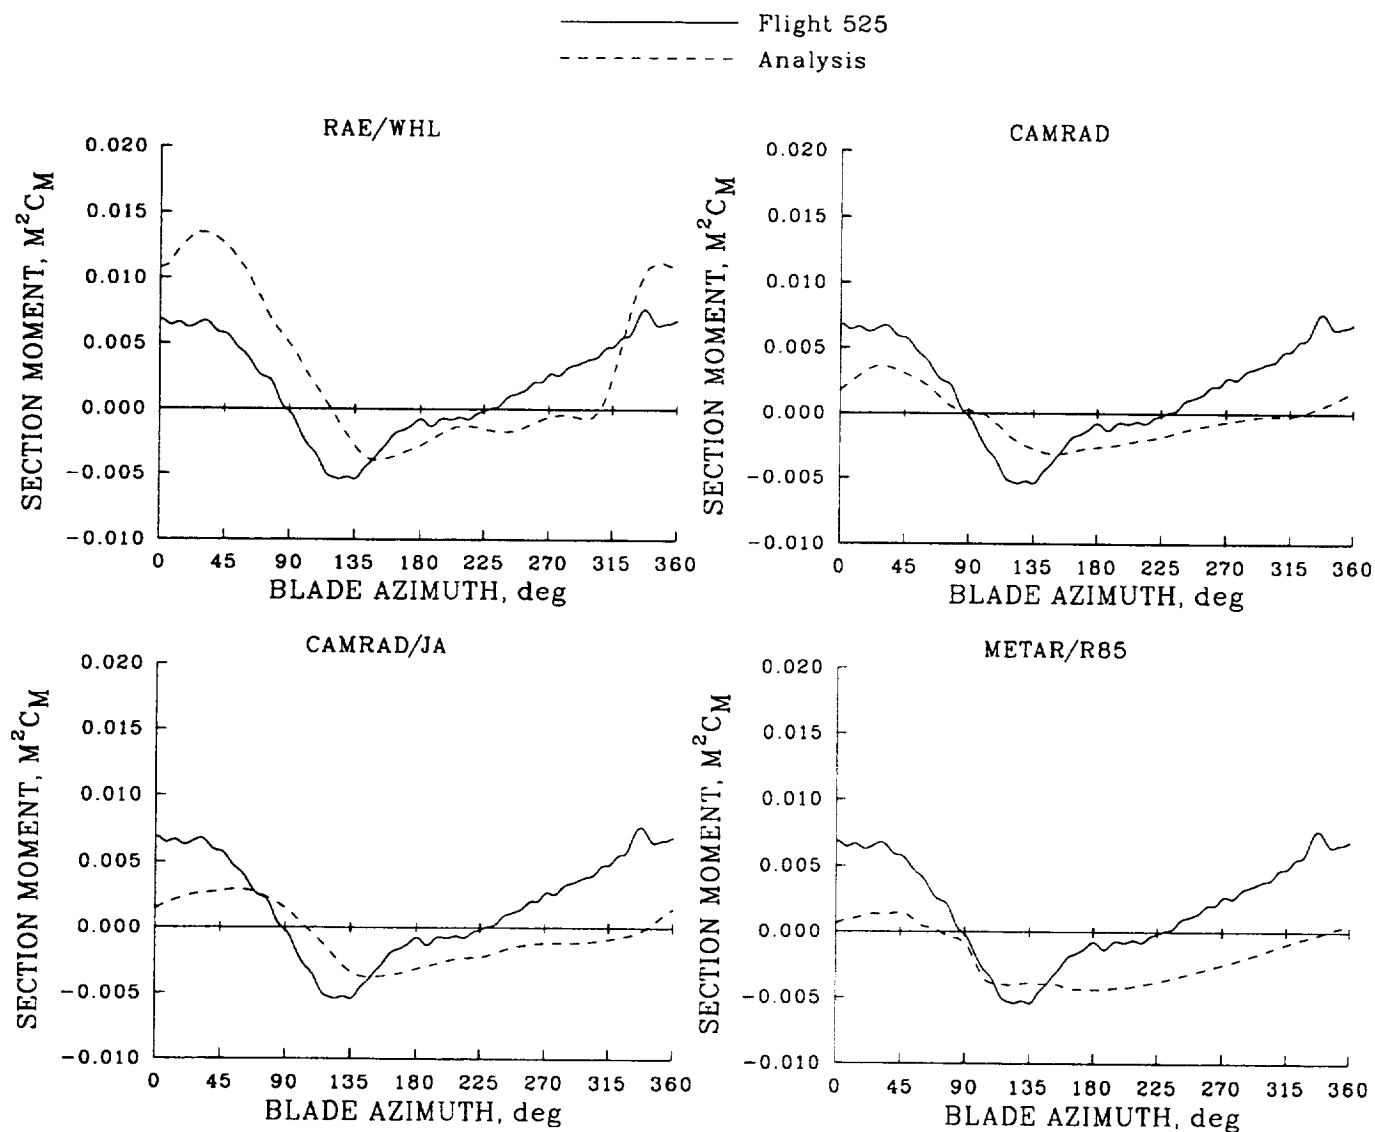 Flight 525
Analysis
RAE/WHL
0.020
0.015
0.010
0.005
0.000
−0.005
−0.010
SECTION MOMENT, M²C_M
0 45 90 135 180 225 270 315 360
BLADE AZIMUTH, deg
CAMRAD
0.020
0.015
0.010
0.005
0.000
−0.005
−0.010
SECTION MOMENT, M²C_M
0 45 90 135 180 225 270 315 360
BLADE AZIMUTH, deg
CAMRAD/JA
0.020
0.015
0.010
0.005
0.000
−0.005
−0.010
SECTION MOMENT, M²C_M
0 45 90 135 180 225 270 315 360
BLADE AZIMUTH, deg
METAR/R85
0.020
0.015
0.010
0.005
0.000
−0.005
−0.010
SECTION MOMENT, M²C_M
0 45 90 135 180 225 270 315 360
BLADE AZIMUTH, deg